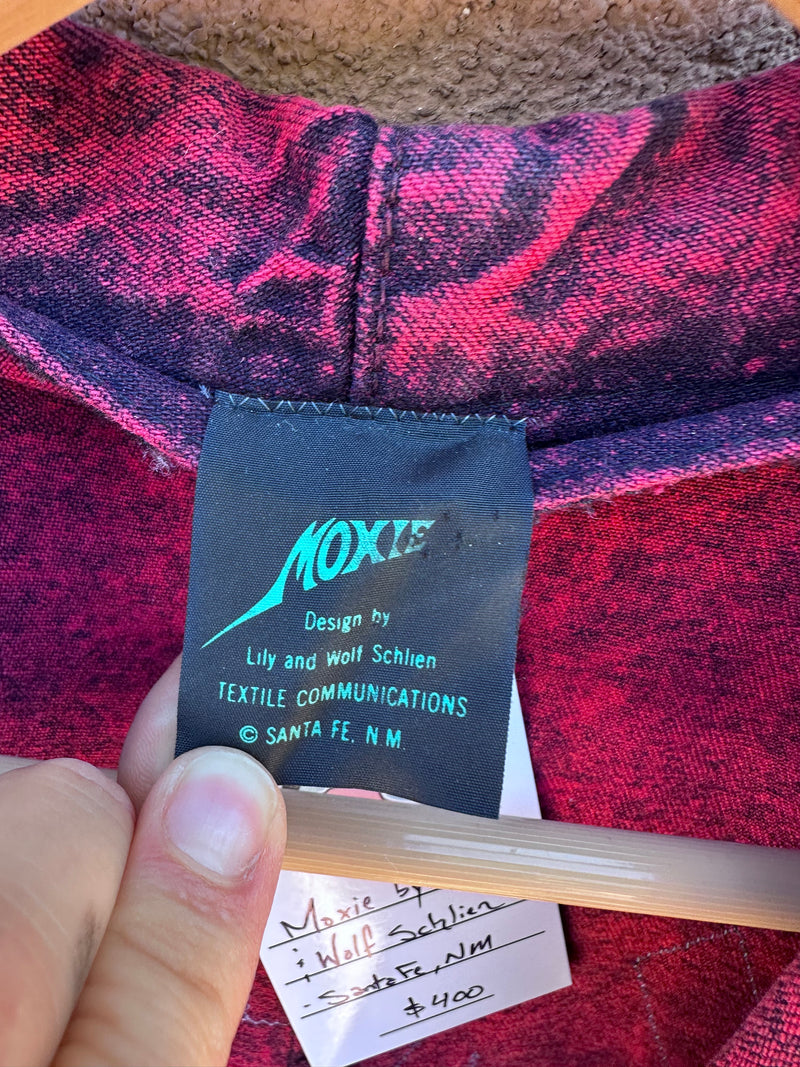 MOXIE
Design by
Lily and Wolf Schlien
TEXTILE COMMUNICATIONS
© SANTA FE, N.M.
Moxie by
: Wolf Schlien
- Santa Fe, NM
$400